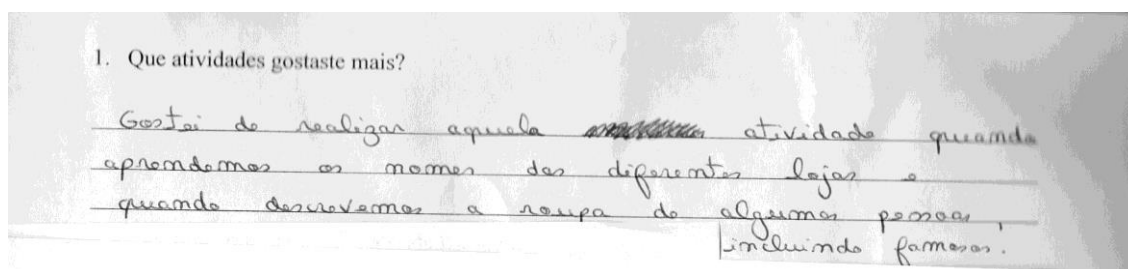 1. Que atividades gostaste mais?
Gostei de realizar aquela atividade quando
aprendemos os nomes das diferentes lojas e
quando descrevemos a roupa de algumas pessoas,
incluindo famosos.